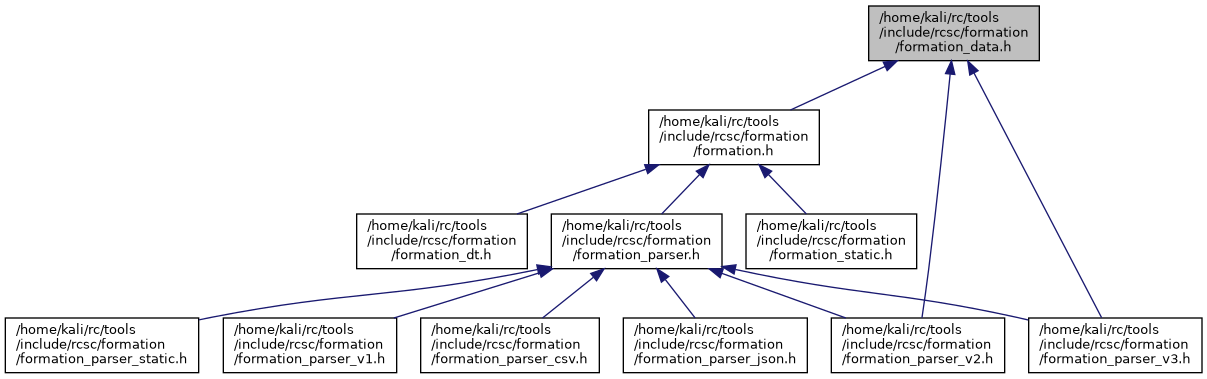 /home/kali/rc/tools
/include/rcsc/formation
/formation_data.h
/home/kali/rc/tools
/include/rcsc/formation
/formation.h
/home/kali/rc/tools
/include/rcsc/formation
/formation_dt.h
/home/kali/rc/tools
/include/rcsc/formation
/formation_parser.h
/home/kali/rc/tools
/include/rcsc/formation
/formation_static.h
/home/kali/rc/tools
/include/rcsc/formation
/formation_parser_static.h
/home/kali/rc/tools
/include/rcsc/formation
/formation_parser_v1.h
/home/kali/rc/tools
/include/rcsc/formation
/formation_parser_csv.h
/home/kali/rc/tools
/include/rcsc/formation
/formation_parser_json.h
/home/kali/rc/tools
/include/rcsc/formation
/formation_parser_v2.h
/home/kali/rc/tools
/include/rcsc/formation
/formation_parser_v3.h